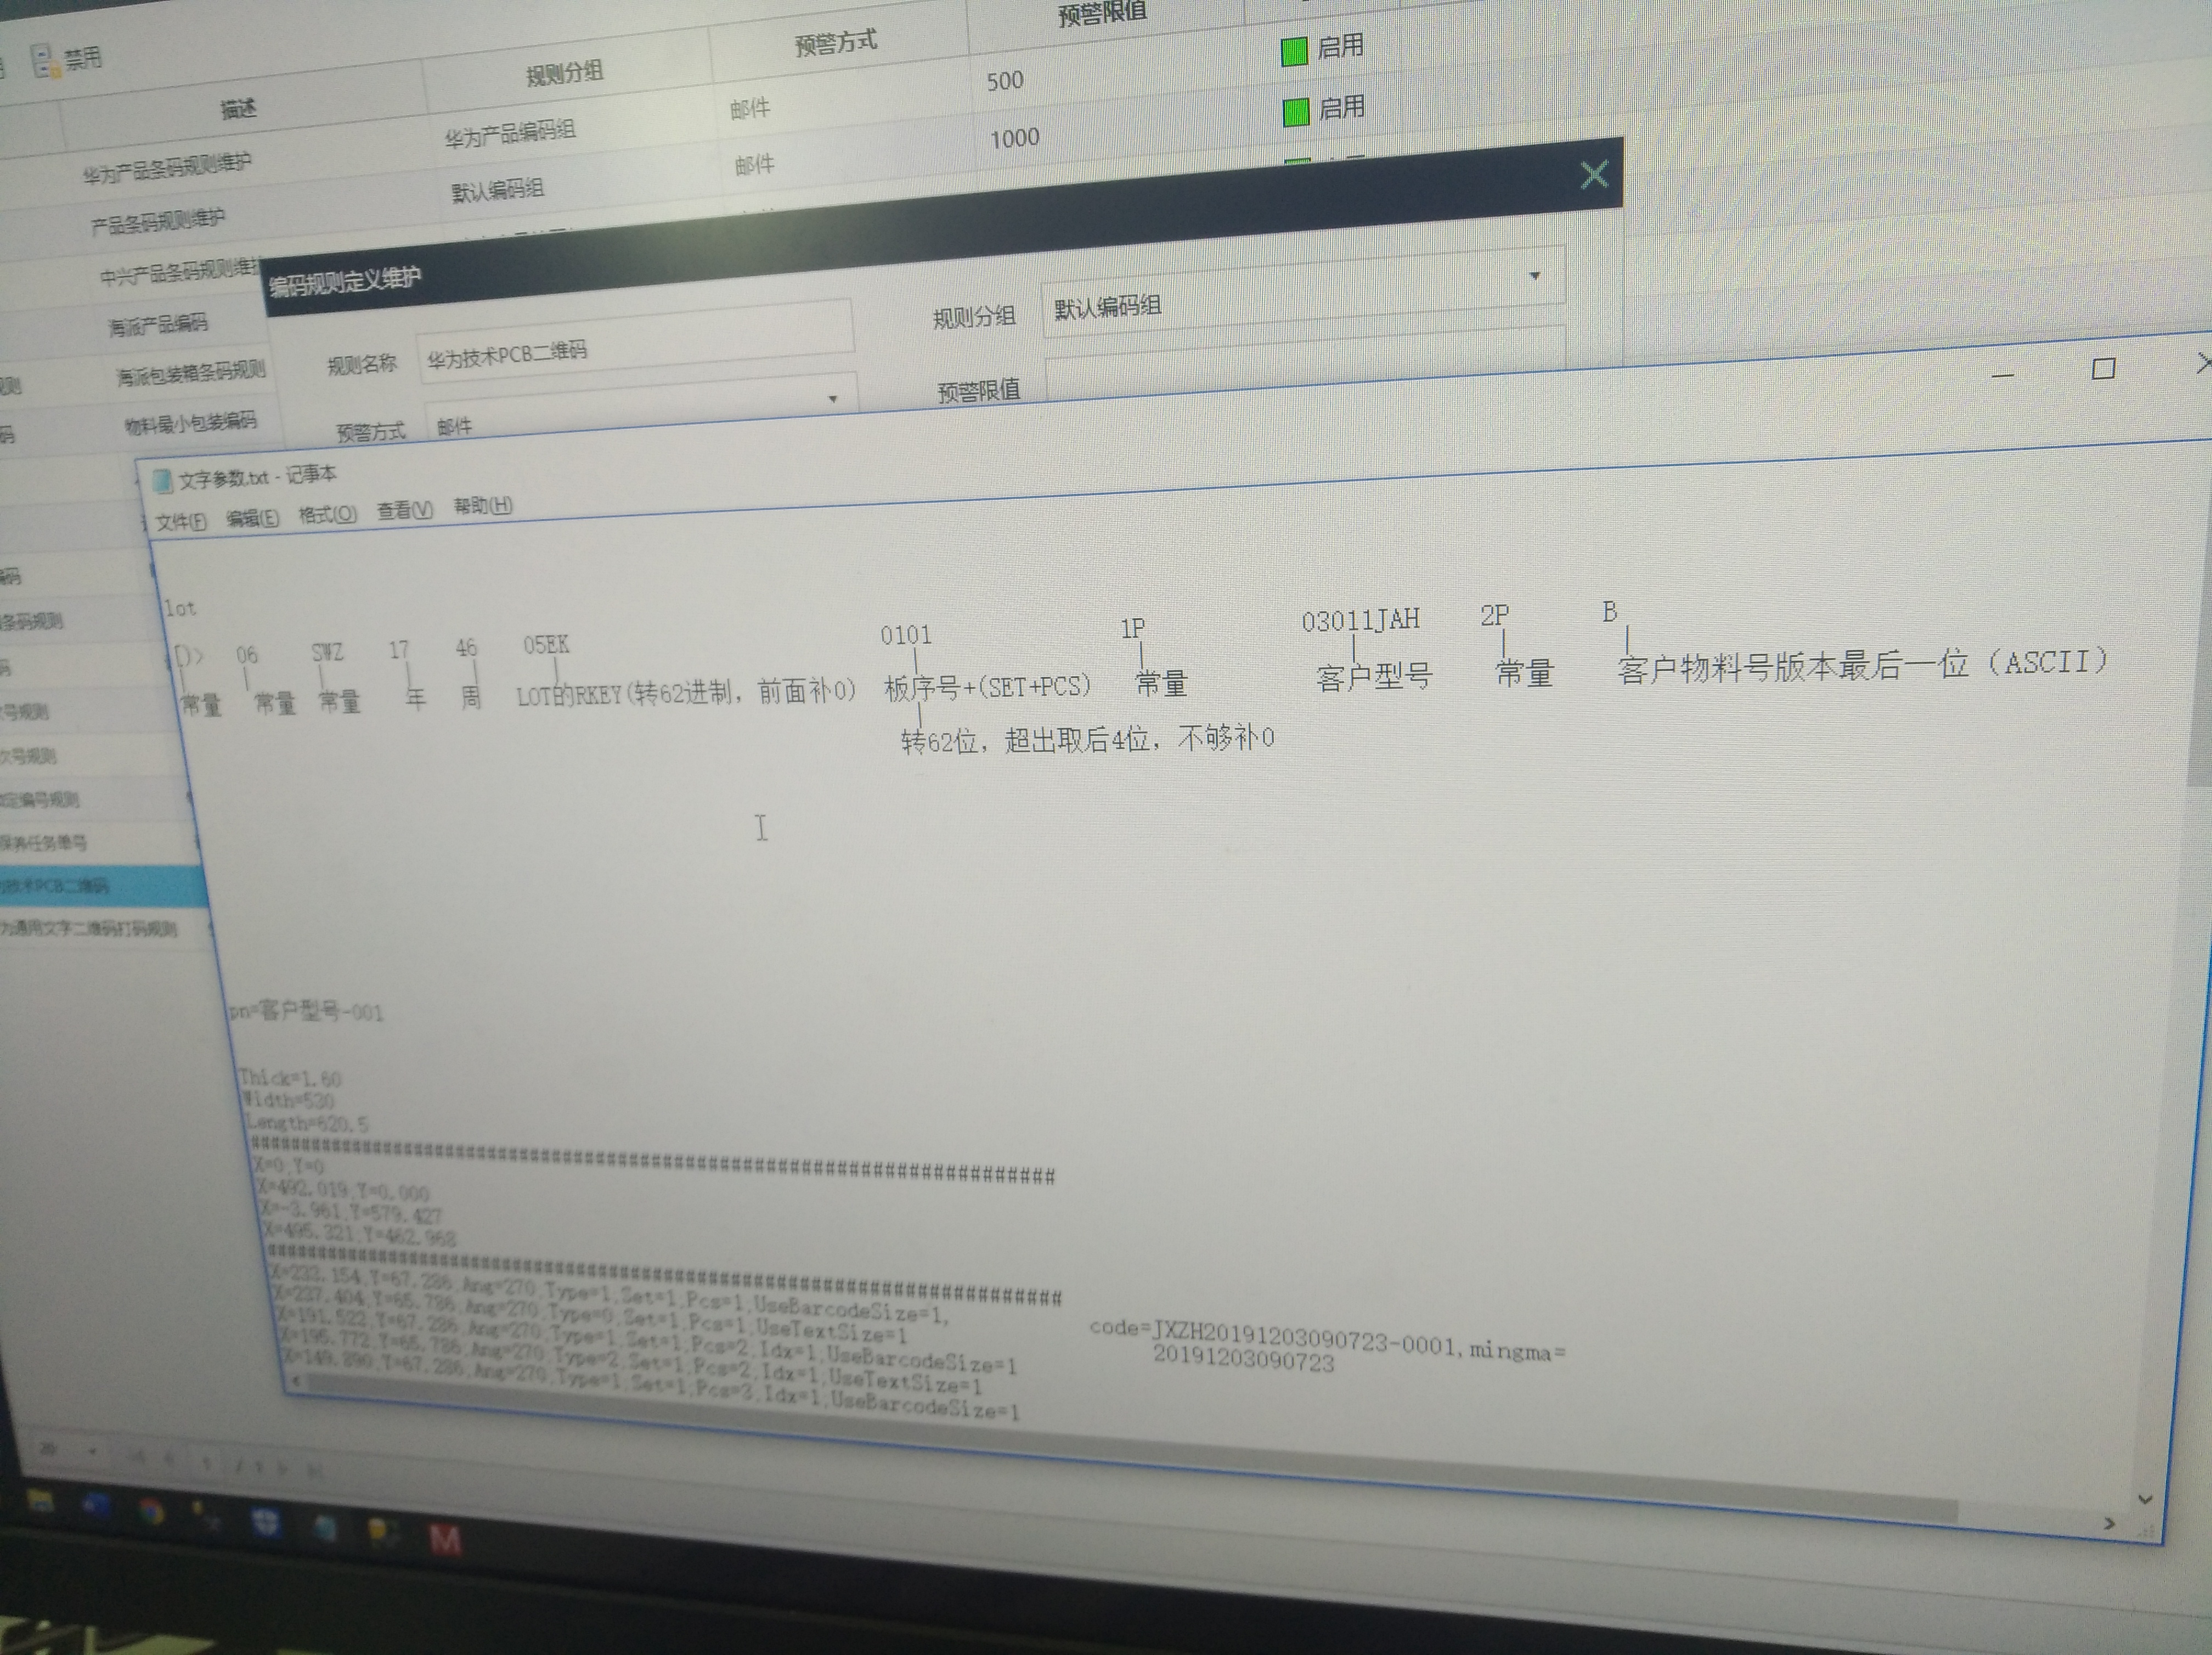 禁用
描述 规则分组 预警方式 预警限值
华为产品条码规则维护 华为产品编码组 邮件 500 启用
产品条码规则维护 默认编码组 邮件 1000 启用
中兴产品条码规则维护
海派产品编码
海派包装箱条码规则
物料最小包装编码
编码规则定义维护
规则名称 华为技术PCB二维码 规则分组 默认编码组
预警方式 邮件 预警限值
文字参数.txt - 记事本
文件(F) 编辑(E) 格式(O) 查看(V) 帮助(H)
lot
[)> 06 SWZ 17 46 05EK 0101 1P 03011JAH 2P B
常量 常量 常量 年 周 LOT的RKEY(转62进制，前面补0) 板序号+(SET+PCS) 常量 客户型号 常量 客户物料号版本最后一位（ASCII）
转62位，超出取后4位，不够补0
条码规则
号规则
次号规则
定编号规则
保养任务单号
技术PCB二维码
为通用文字二维码打码规则
pn=客户型号-001
Thick=1.60
Width=530
Length=620.5
X=0,Y=0
X=492.019,Y=0.000
X=-3.961,Y=579.427
X=495.321,Y=462.968
X=233.154,Y=67.286,Ang=270,Type=1,Set=1,Pcs=1,UseBarcodeSize=1,
X=237.404,Y=65.786,Ang=270,Type=0,Set=1,Pcs=1,UseTextSize=1 code=JXZH20191203090723-0001,mingma=
X=191.522,Y=67.286,Ang=270,Type=1,Set=1,Pcs=2,Idx=1,UseBarcodeSize=1 20191203090723
X=195.772,Y=65.786,Ang=270,Type=2,Set=1,Pcs=2,Idx=1,UseTextSize=1
X=149.890,Y=67.286,Ang=270,Type=1,Set=1,Pcs=3,Idx=1,UseBarcodeSize=1
20